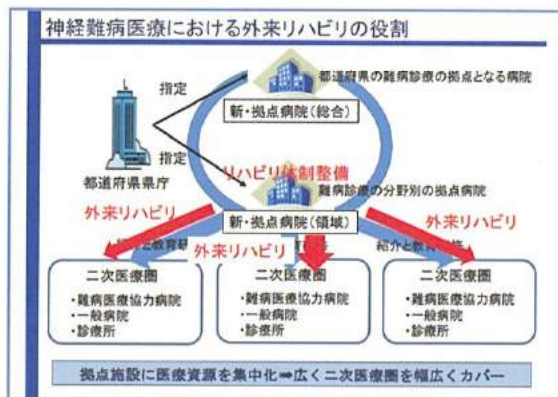 神経難病医療における外来リハビリの役割
指定
都道府県の難病診療の拠点となる病院
新・拠点病院(総合)
指定
都道府県県庁
リハビリ体制整備
難病診療の分野別の拠点病院
外来リハビリ
新・拠点病院(領域)
外来リハビリ
外来リハビリ
紹介と教育
二次医療圏
・難病医療協力病院
・一般病院
・診療所
二次医療圏
・難病医療協力病院
・一般病院
・診療所
二次医療圏
・難病医療協力病院
・一般病院
・診療所
拠点施設に医療資源を集中化⇒広く二次医療圏を幅広くカバー